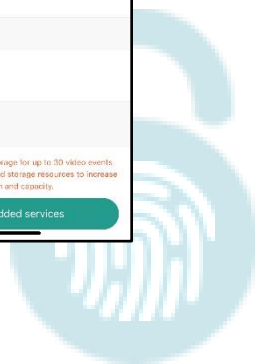 rage for up to 30 video events
d storage resources to increase
n and capacity.
dded services